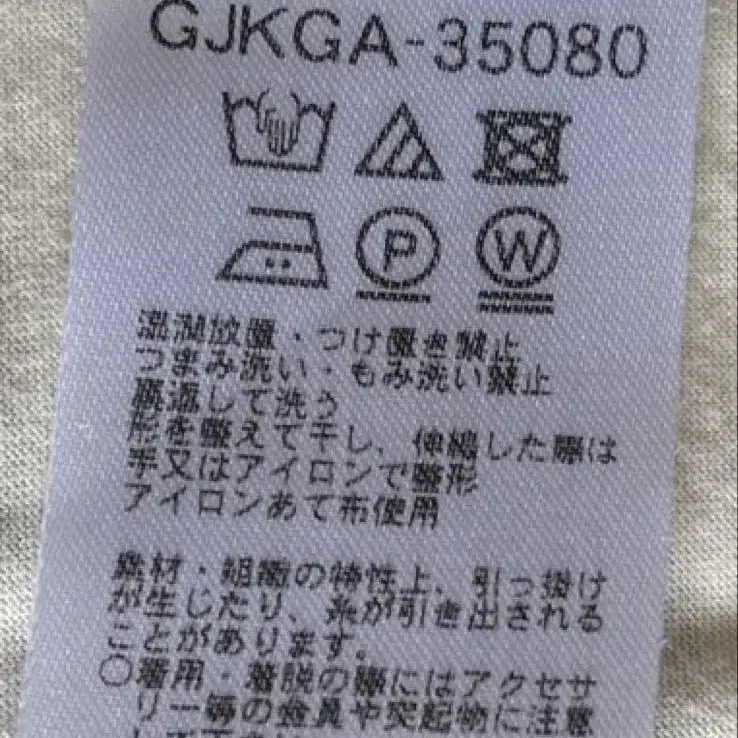 GJKGA-35080
P W
湿潤放置・つけ置き禁止
つまみ洗い・もみ洗い禁止
裏返して洗う
形を整えて干し、伸縮した際は
手又はアイロンで整形
アイロンあて布使用
素材・組織の特性上、引っ掛け
が生じたり、糸が引き出される
ことがあります。
○着用・着脱の際にはアクセサ
リー等の金具や突起物に注意